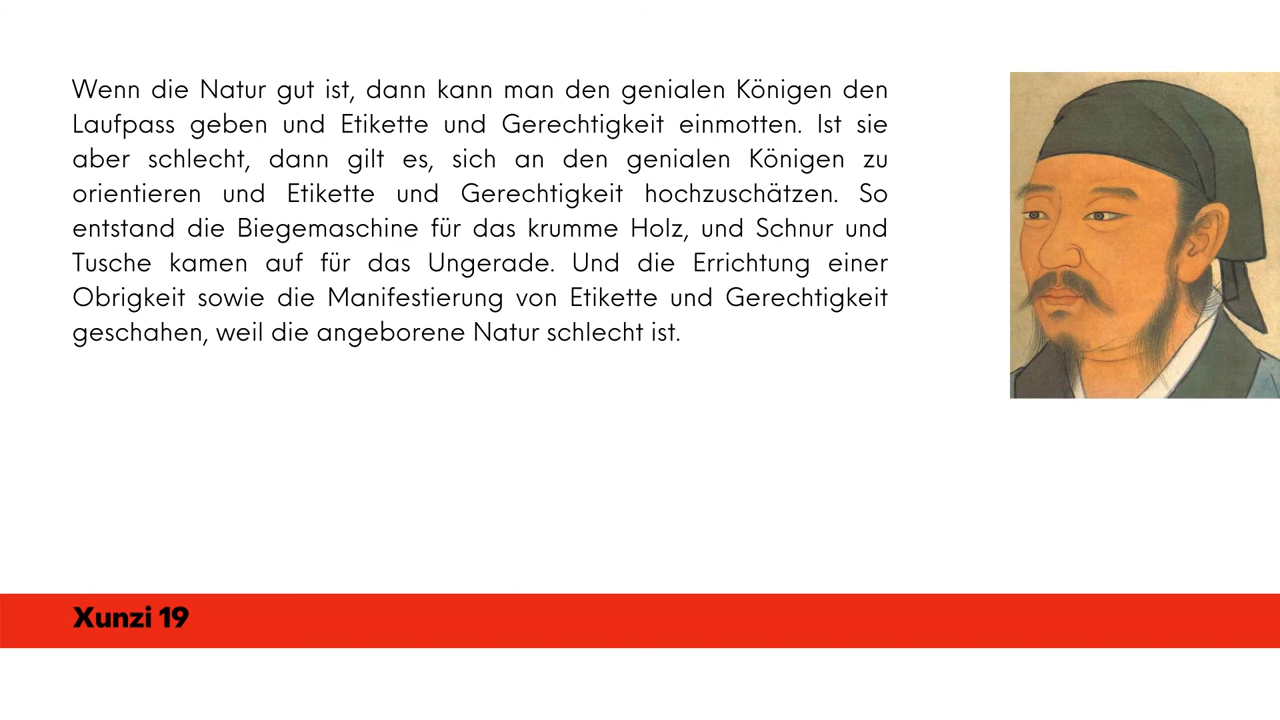 Wenn die Natur gut ist, dann kann man den genialen Königen den
Laufpass geben und Etikette und Gerechtigkeit einmotten. Ist sie
aber schlecht, dann gilt es, sich an den genialen Königen zu
orientieren und Etikette und Gerechtigkeit hochzuschätzen. So
entstand die Biegemaschine für das krumme Holz, und Schnur und
Tusche kamen auf für das Ungerade. Und die Errichtung einer
Obrigkeit sowie die Manifestierung von Etikette und Gerechtigkeit
geschahen, weil die angeborene Natur schlecht ist.
Xunzi 19